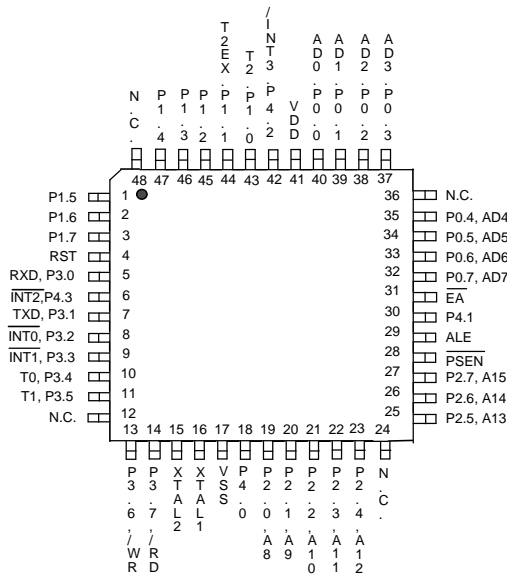 N.C.
P1.4
P1.3
P1.2
T2EX.P1.1
T2.P1.0
/INT3.P4.2
VDD
AD0.P0.0
AD1.P0.1
AD2.P0.2
AD3.P0.3
48 47 46 45 44 43 42 41 40 39 38 37
P1.5 1
P1.6 2
P1.7 3
RST 4
RXD, P3.0 5
INT2,P4.3 6
TXD, P3.1 7
INT0, P3.2 8
INT1, P3.3 9
T0, P3.4 10
T1, P3.5 11
N.C. 12
36 N.C.
35 P0.4, AD4
34 P0.5, AD5
33 P0.6, AD6
32 P0.7, AD7
31 EA
30 P4.1
29 ALE
28 PSEN
27 P2.7, A15
26 P2.6, A14
25 P2.5, A13
13 14 15 16 17 18 19 20 21 22 23 24
P3.6,/WR
P3.7,/RD
XTAL2
XTAL1
VSS
P4.0
P2.0,A8
P2.1,A9
P2.2,A10
P2.3,A11
P2.4,A12
N.C.